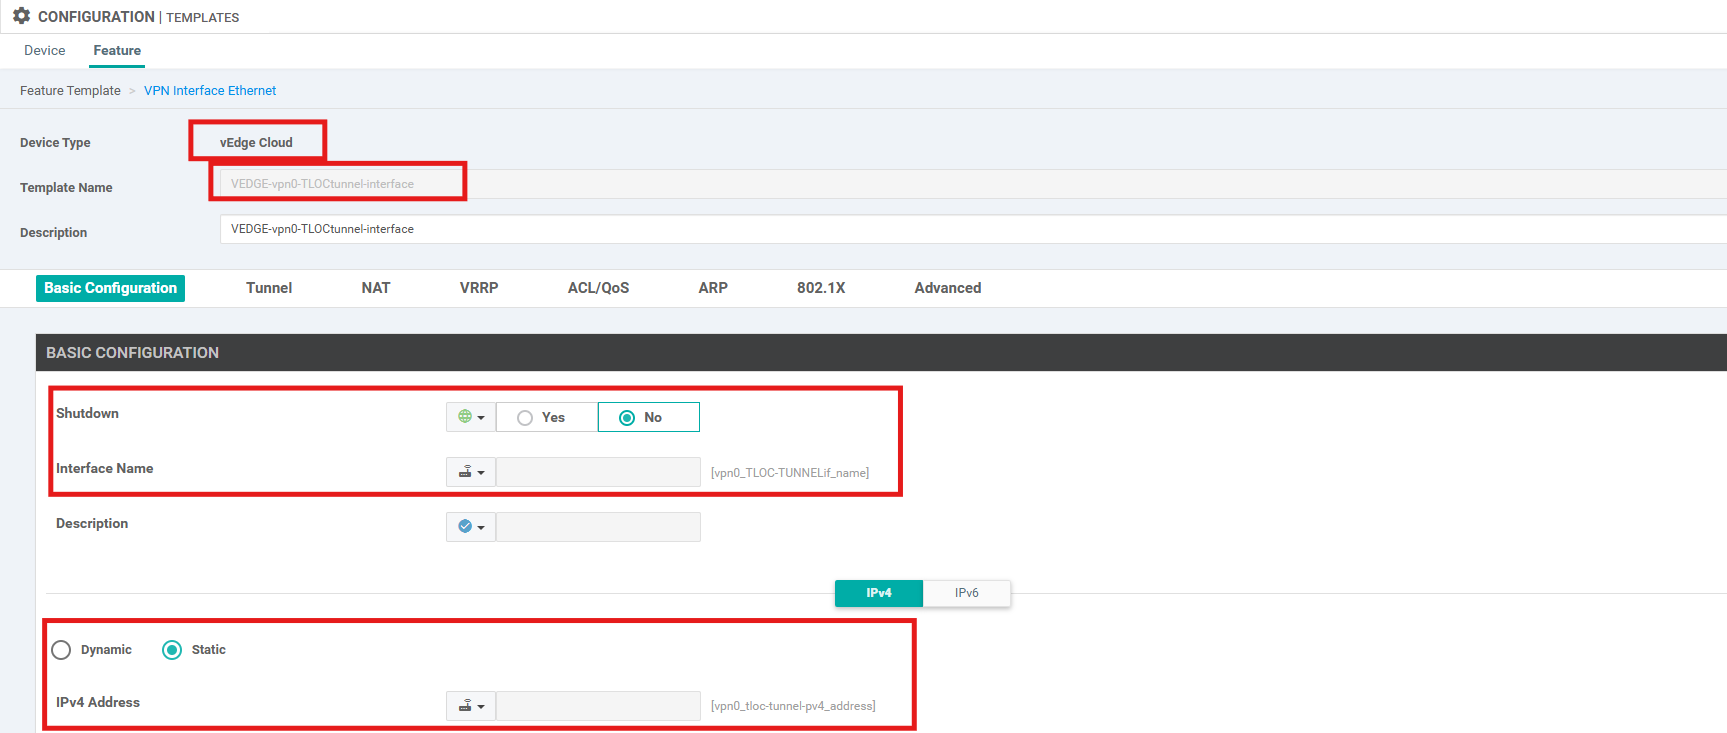 CONFIGURATION | TEMPLATES
Device Feature
Feature Template > VPN Interface Ethernet
Device Type vEdge Cloud
Template Name VEDGE-vpn0-TLOCtunnel-interface
Description VEDGE-vpn0-TLOCtunnel-interface
Basic Configuration Tunnel NAT VRRP ACL/QoS ARP 802.1X Advanced
BASIC CONFIGURATION
Shutdown Yes No
Interface Name [vpn0_TLOC-TUNNELif_name]
Description
IPv4 IPv6
Dynamic Static
IPv4 Address [vpn0_tloc-tunnel-pv4_address]